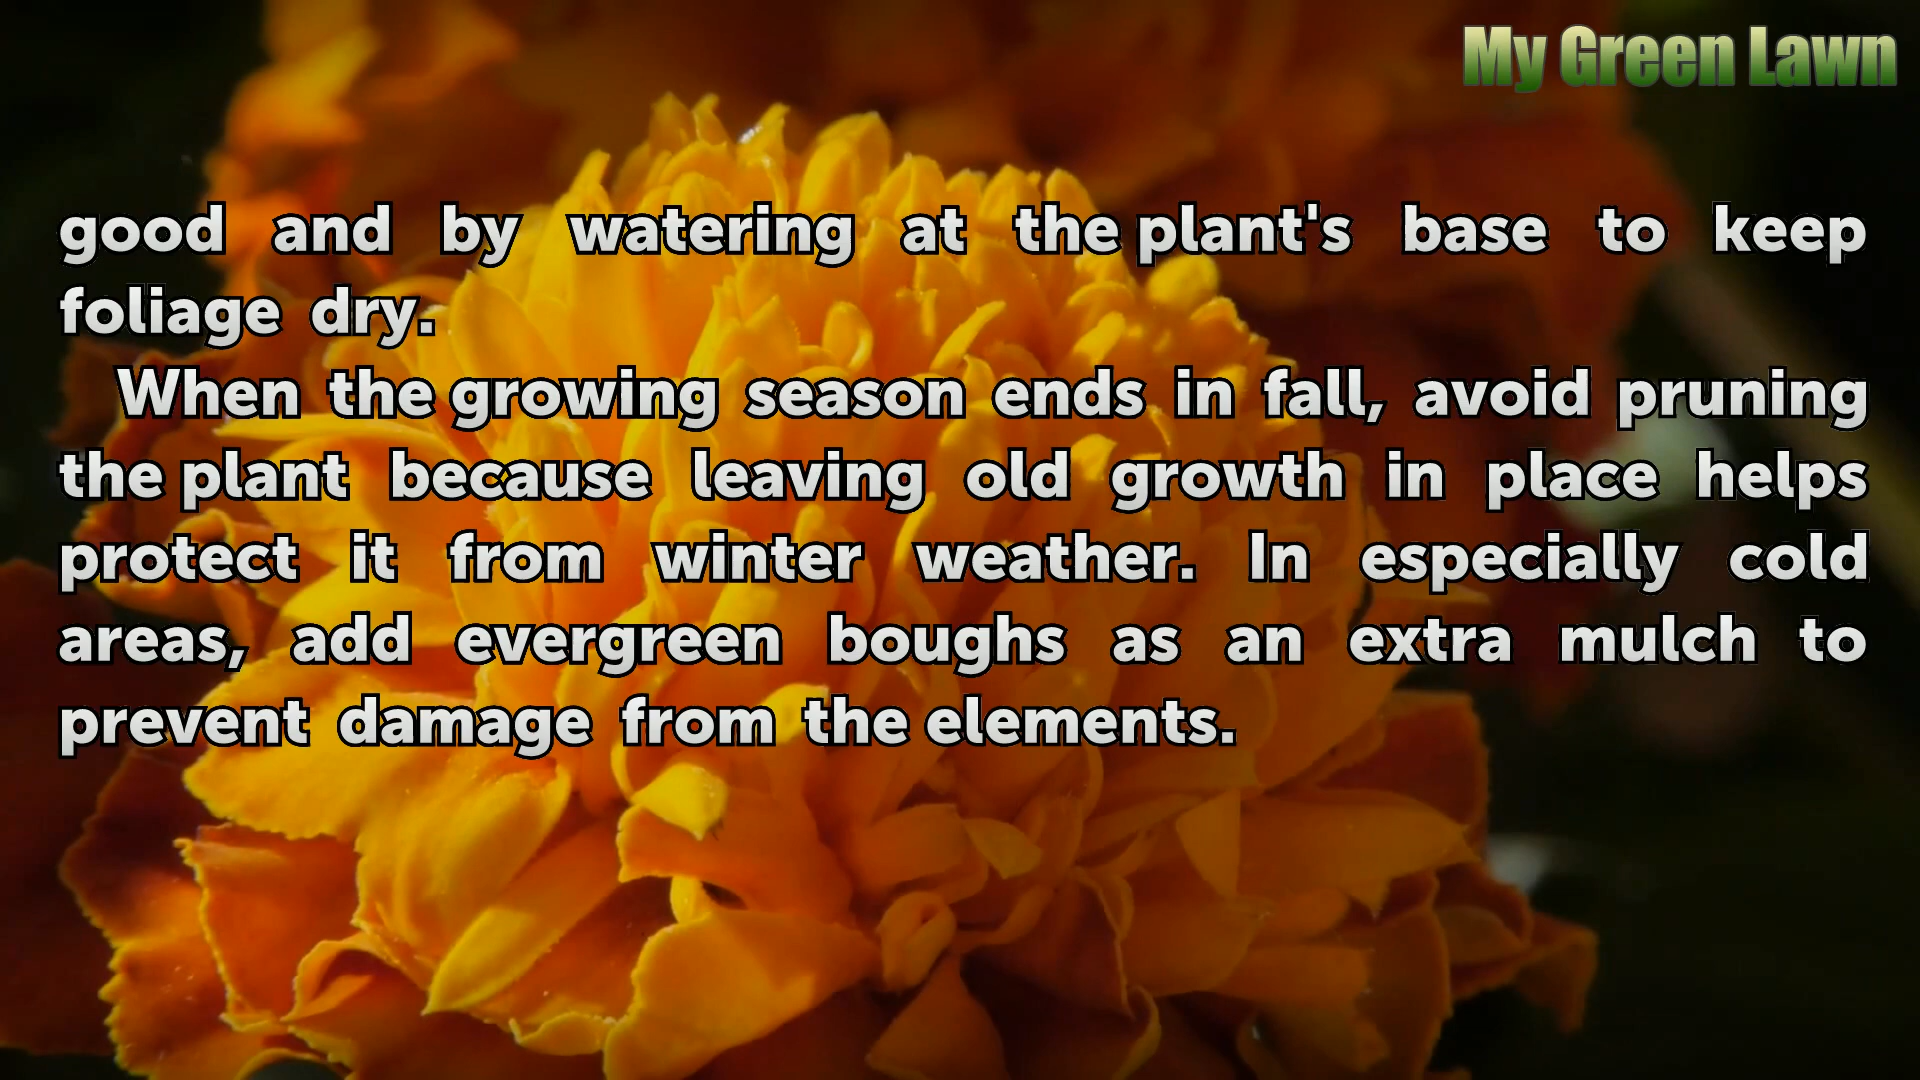 My Green Lawn
good and by watering at the plant's base to keep
foliage dry.
When the growing season ends in fall, avoid pruning
the plant because leaving old growth in place helps
protect it from winter weather. In especially cold
areas, add evergreen boughs as an extra mulch to
prevent damage from the elements.